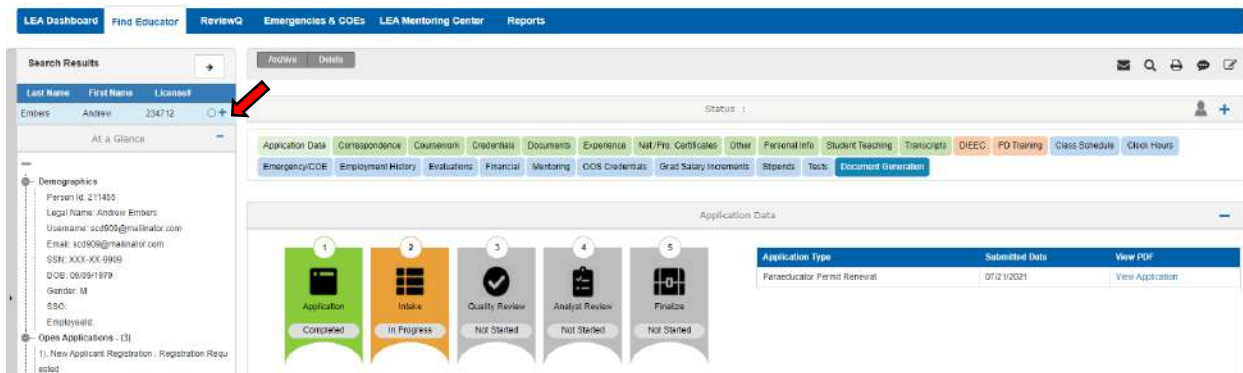 LEA Dashboard Find Educator ReviewQ Emergencies & COEs LEA Mentoring Center Reports
Search Results
Archive Delete
Last Name First Name License#
Embers Andrew 234712
Status :
At a Glance
Application Data Correspondence Coursework Credentials Documents Experience Nat./Pro. Certificates Other Personal Info Student Teaching Transcripts DIEEC PD Training Class Schedule Clock Hours
Emergency/COE Employment History Evaluations Financial Mentoring OOS Credentials Grad Salary Increments Stipends Tests Document Generation
Demographics
Person Id: 211455
Legal Name: Andrew Embers
Username: scd909@mailinator.com
Email: scd909@mailinator.com
SSN: XXX-XX-9909
DOB: 09/09/1979
Gender: M
SSO:
EmployeeId:
Open Applications - (3)
1). New Applicant Registration : Registration Requ
ested
Application Data
1 2 3 4 5
Application Intake Quality Review Analyst Review Finalize
Completed In Progress Not Started Not Started Not Started
Application Type Submitted Date View PDF
Paraeducator Permit Renewal 07/21/2021 View Application